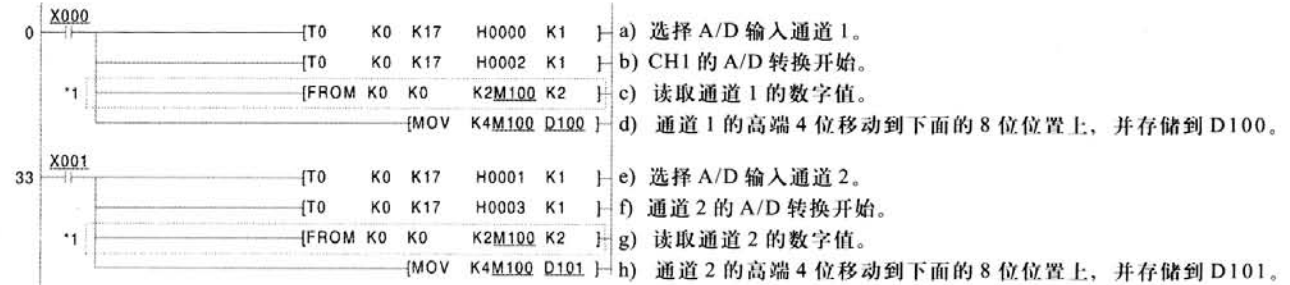 X000
0 [T0 K0 K17 H0000 K1 ] a) 选择 A/D 输入通道 1。
[T0 K0 K17 H0002 K1 ] b) CH1 的 A/D 转换开始。
*1 [FROM K0 K0 K2M100 K2 ] c) 读取通道 1 的数字值。
[MOV K4M100 D100 ] d) 通道 1 的高端 4 位移动到下面的 8 位位置上，并存储到 D100。
X001
33 [T0 K0 K17 H0001 K1 ] e) 选择 A/D 输入通道 2。
[T0 K0 K17 H0003 K1 ] f) 通道 2 的 A/D 转换开始。
*1 [FROM K0 K0 K2M100 K2 ] g) 读取通道 2 的数字值。
[MOV K4M100 D101 ] h) 通道 2 的高端 4 位移动到下面的 8 位位置上，并存储到 D101。